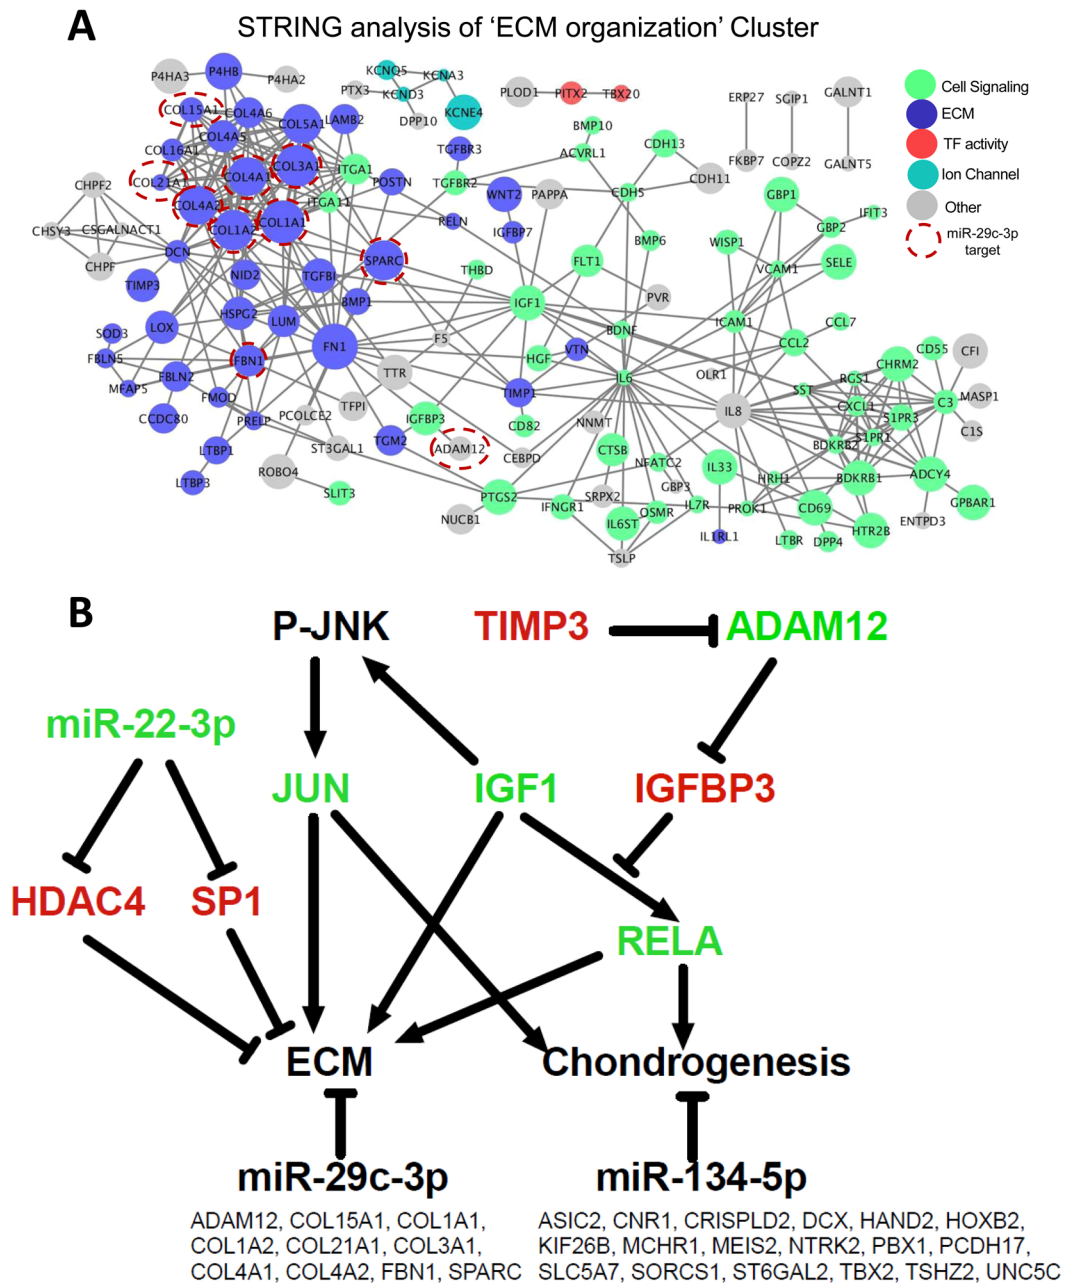 A
STRING analysis of ‘ECM organization’ Cluster
P4HA3
P4HB
P4HA2
KCNQ5
KCNA3
PTX3
KCND3
KCNE4
DPP10
PLOD1
PITX2
TBX20
ERP27
SGIP1
GALNT1
FKBP7
COPZ2
GALNT5
Cell Signaling
ECM
TF activity
Ion Channel
Other
miR-29c-3p
target
COL15A1
COL4A6
COL5A1
LAMB2
COL4A5
COL16A1
COL21A1
COL4A1
COL3A1
ITGA1
COL4A2
ITGA11
COL1A2
COL1A1
TGFBR3
TGFBR2
POSTN
WNT2
PAPPA
RELN
IGFBP7
BMP10
ACVRL1
CDH13
CDH11
CDH5
GBP1
IFIT3
GBP2
CHPF2
CHSY3
CSGALNACT1
CHPF
DCN
TIMP3
NID2
TGFBI
SPARC
BMP1
THBD
FLT1
BMP6
WISP1
VCAM1
SELE
PVR
IGF1
BDNF
ICAM1
CCL7
CCL2
HSPG2
LUM
LOX
SOD3
FBLN5
MFAP5
FBLN2
FBN1
FN1
F5
TTR
HGF
VTN
IL6
OLR1
TIMP1
IL8
SST
RGS1
CHRM2
CD55
CFI
CXCL1
C3
MASP1
S1PR3
C1S
S1PR1
BDKRB2
FMOD
CCDC80
PRELP
PCOLCE2
TFPI
IGFBP3
CD82
NNMT
LTBP1
LTBP3
ST3GAL1
TGM2
ADAM12
CEBPD
CTSB
NFATC2
GBP3
IL33
HRH1
BDKRB1
ADCY4
GPBAR1
ROBO4
SLIT3
PTGS2
NUCB1
IFNGR1
SRPX2
IL6ST
OSMR
IL7R
PROK1
CD69
ENTPD3
HTR2B
TSLP
IL1RL1
LTBR
DPP4
B
P-JNK
TIMP3
ADAM12
miR-22-3p
JUN
IGF1
IGFBP3
HDAC4
SP1
RELA
ECM
Chondrogenesis
miR-29c-3p
ADAM12, COL15A1, COL1A1,
COL1A2, COL21A1, COL3A1,
COL4A1, COL4A2, FBN1, SPARC
miR-134-5p
ASIC2, CNR1, CRISPLD2, DCX, HAND2, HOXB2,
KIF26B, MCHR1, MEIS2, NTRK2, PBX1, PCDH17,
SLC5A7, SORCS1, ST6GAL2, TBX2, TSHZ2, UNC5C